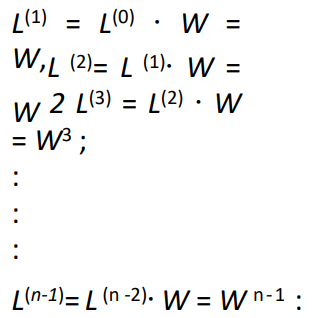 L(1) = L(0) · W =
W,L (2)= L (1)· W =
W 2 L(3) = L(2) · W
= W3 ;
:
:
:
L(n-1)= L (n -2)· W = W n-1 :